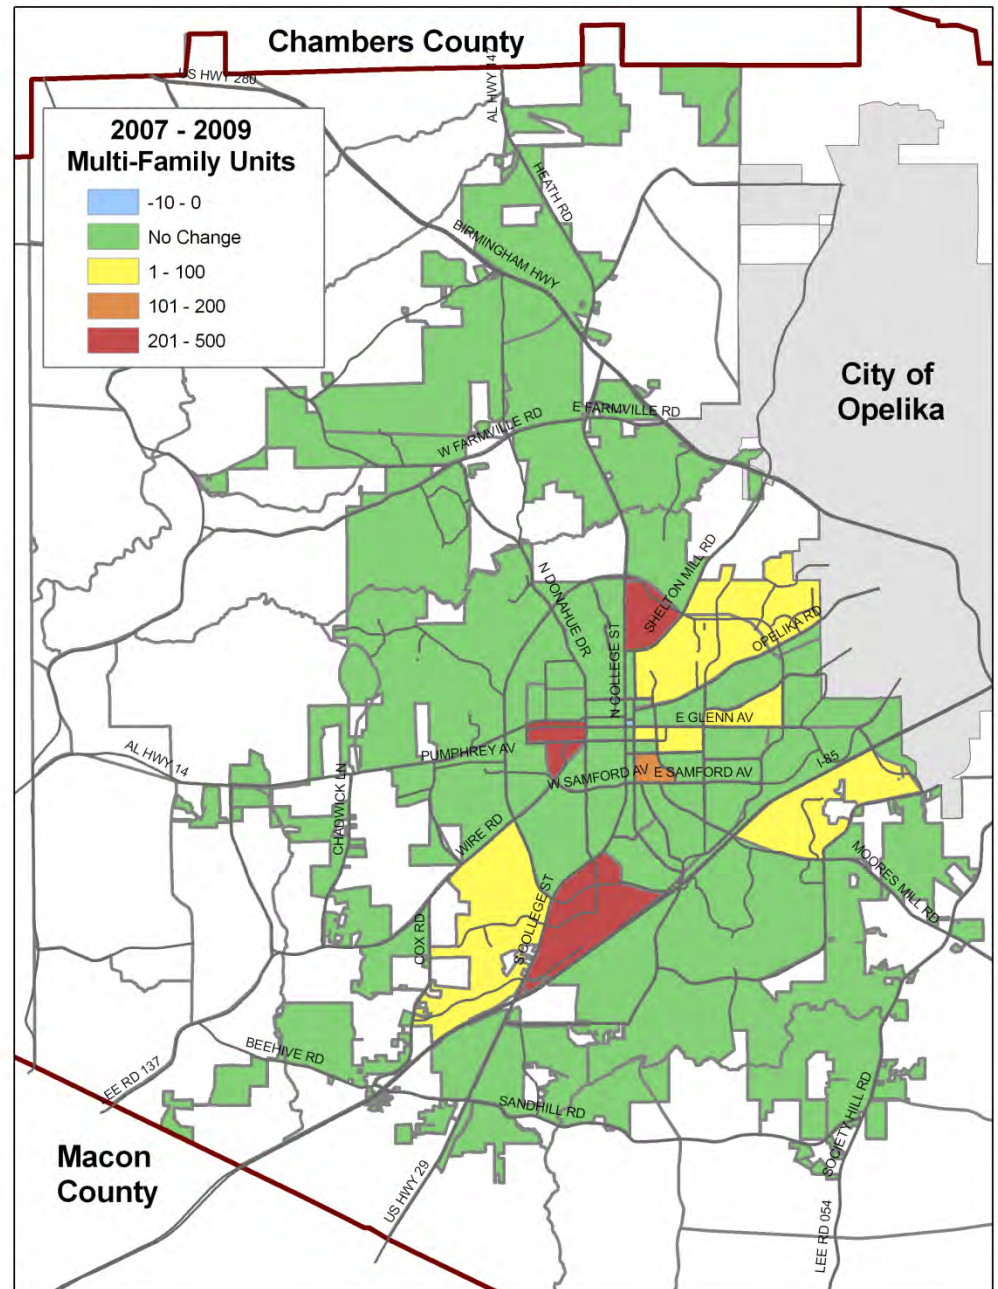 Chambers County
US HWY 280
AL HWY 147
2007 - 2009
Multi-Family Units
-10 - 0
No Change
1 - 100
101 - 200
201 - 500
HEATH RD
BIRMINGHAM HWY
City of
Opelika
E FARMVILLE RD
W FARMVILLE RD
N DONAHUE DR
SHELTON MILL RD
N COLLEGE ST
OPELIKA RD
E GLENN AV
PUMPHREY AV
AL HWY 14
W SAMFORD AV
E SAMFORD AV
I-85
CHADWICK LN
WIRE RD
MOORES MILL RD
S COLLEGE ST
COX RD
BEEHIVE RD
EE RD 137
SANDHILL RD
SOCIETY HILL RD
Macon
County
US HWY 29
LEE RD 054